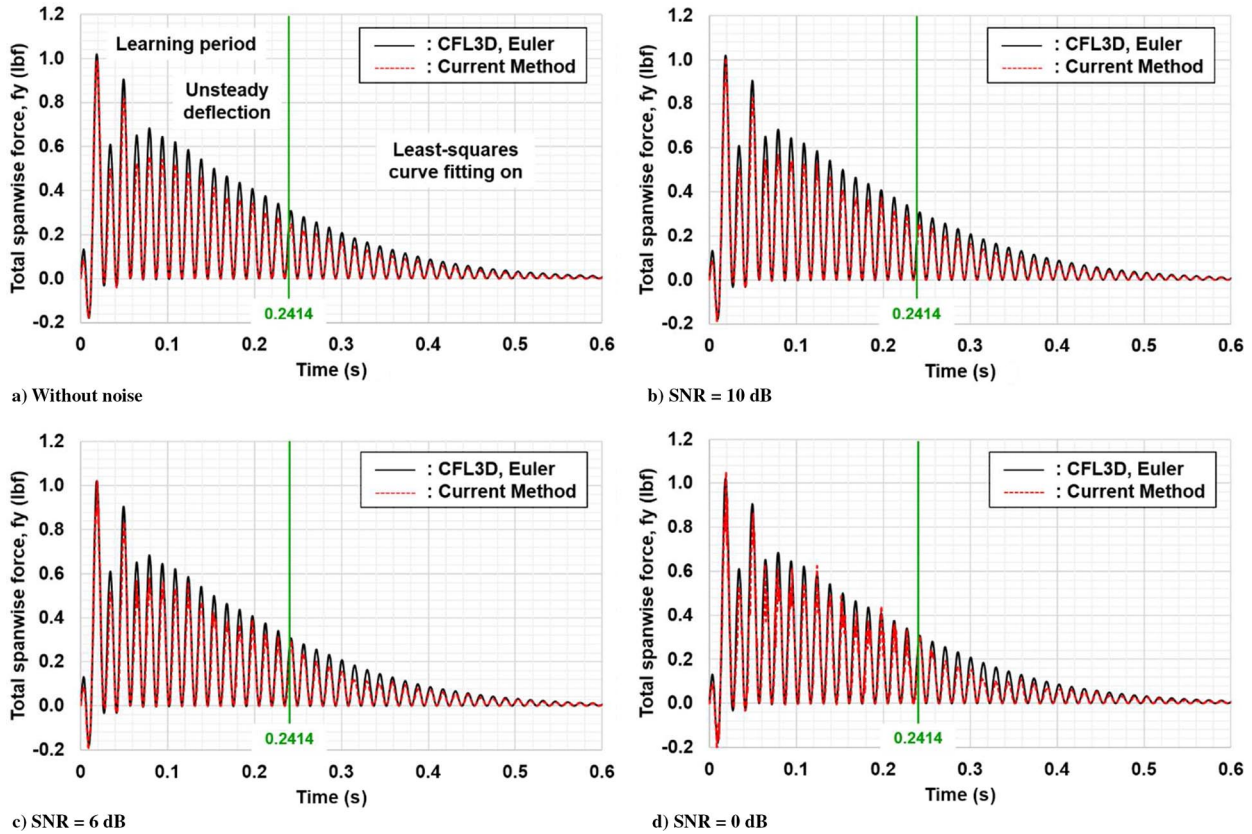 Total spanwise force, fy (lbf)
1.2
1.0
0.8
0.6
0.4
0.2
0.0
-0.2
Learning period
Unsteady
deflection
: CFL3D, Euler
: Current Method
Least-squares
curve fitting on
0.2414
0 0.1 0.2 0.3 0.4 0.5 0.6
Time (s)
a) Without noise
Total spanwise force, fy (lbf)
1.2
1.0
0.8
0.6
0.4
0.2
0.0
-0.2
: CFL3D, Euler
: Current Method
0.2414
0 0.1 0.2 0.3 0.4 0.5 0.6
Time (s)
b) SNR = 10 dB
Total spanwise force, fy (lbf)
1.2
1.0
0.8
0.6
0.4
0.2
0.0
-0.2
: CFL3D, Euler
: Current Method
0.2414
0 0.1 0.2 0.3 0.4 0.5 0.6
Time (s)
c) SNR = 6 dB
Total spanwise force, fy (lbf)
1.2
1.0
0.8
0.6
0.4
0.2
0.0
-0.2
: CFL3D, Euler
: Current Method
0.2414
0 0.1 0.2 0.3 0.4 0.5 0.6
Time (s)
d) SNR = 0 dB